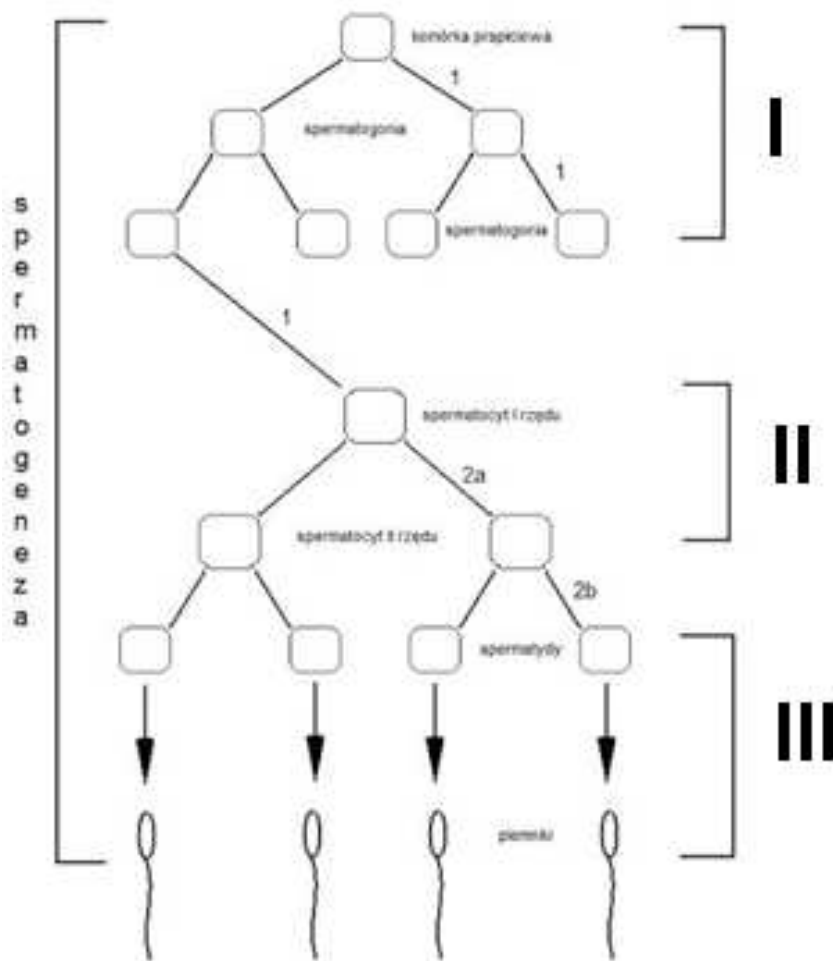 komórka prapłciowa
1
I
spermatogonia
1
spermatogonia
spermatogeneza
1
spermatocyt I rzędu
II
2a
spermatocyt II rzędu
2b
spermatydy
III
plemniki